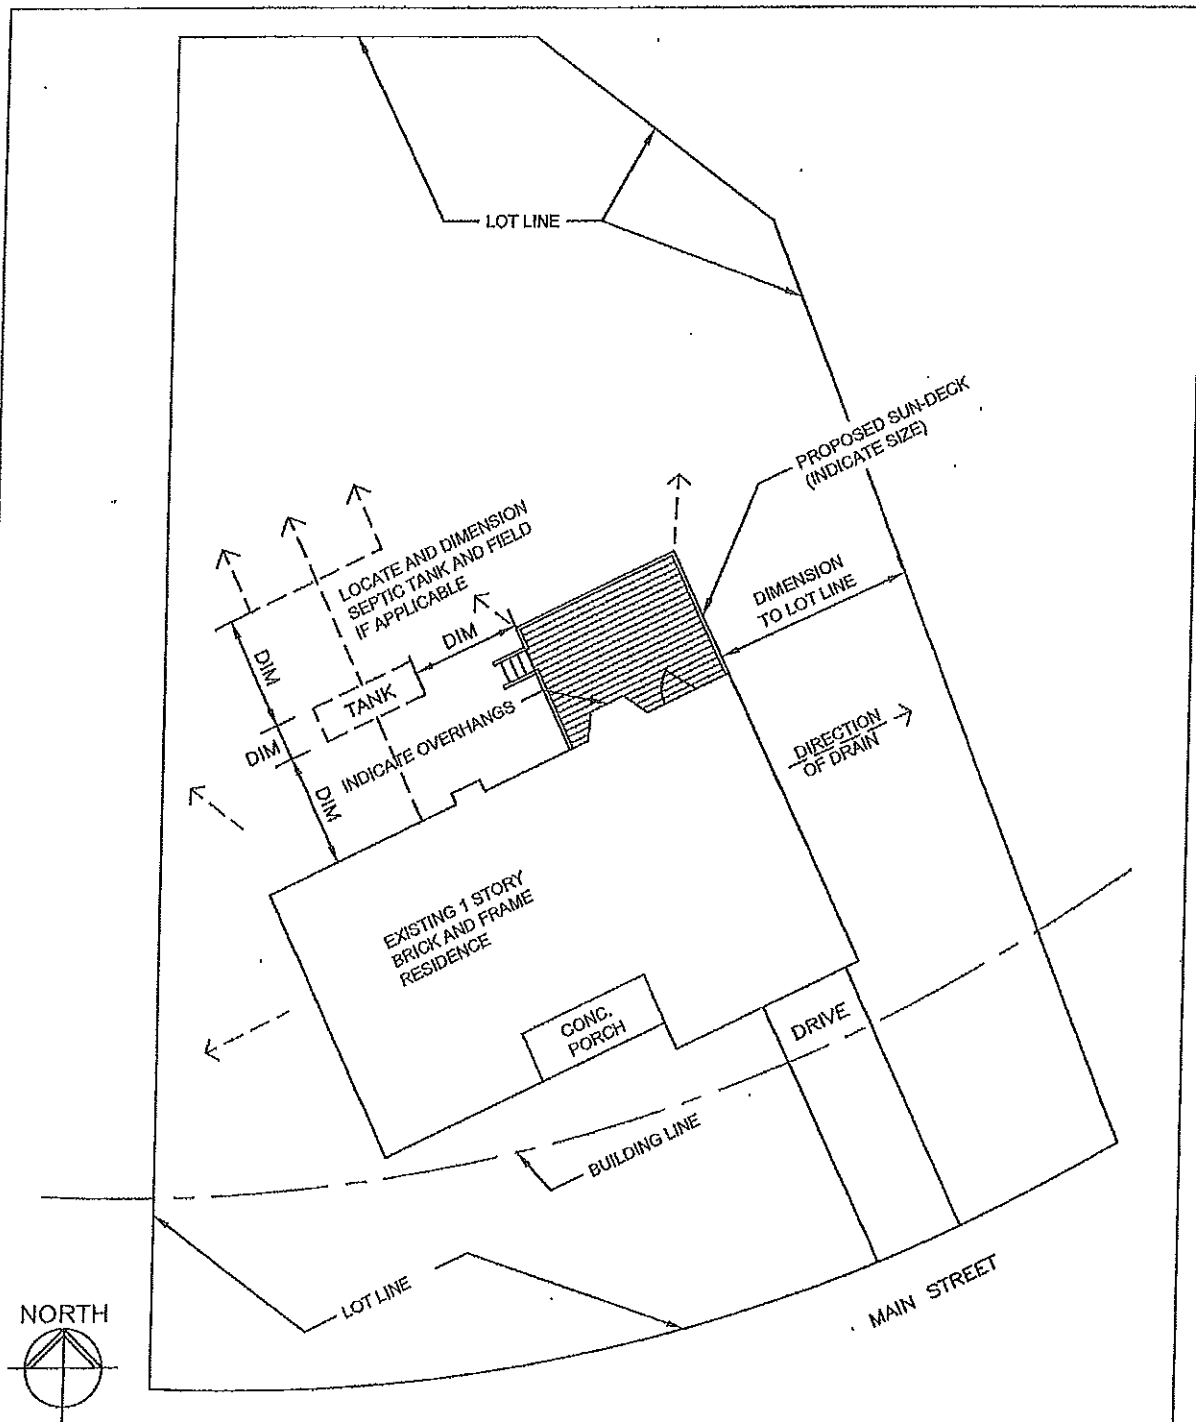 LOT LINE
PROPOSED SUN-DECK
(INDICATE SIZE)
LOCATE AND DIMENSION
SEPTIC TANK AND FIELD
IF APPLICABLE
DIMENSION
TO LOT LINE
DIM
DIM
TANK
DIM
INDICATE OVERHANGS
DIM
DIRECTION
OF DRAIN
EXISTING 1 STORY
BRICK AND FRAME
RESIDENCE
CONC.
PORCH
DRIVE
BUILDING LINE
LOT LINE
MAIN STREET
NORTH